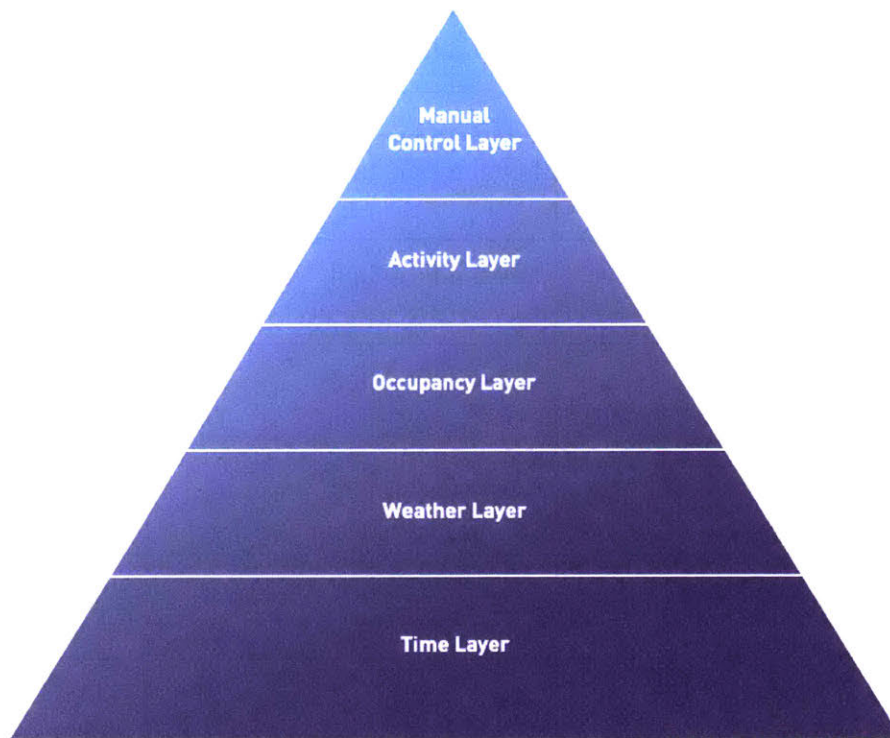 Manual
Control Layer
Activity Layer
Occupancy Layer
Weather Layer
Time Layer